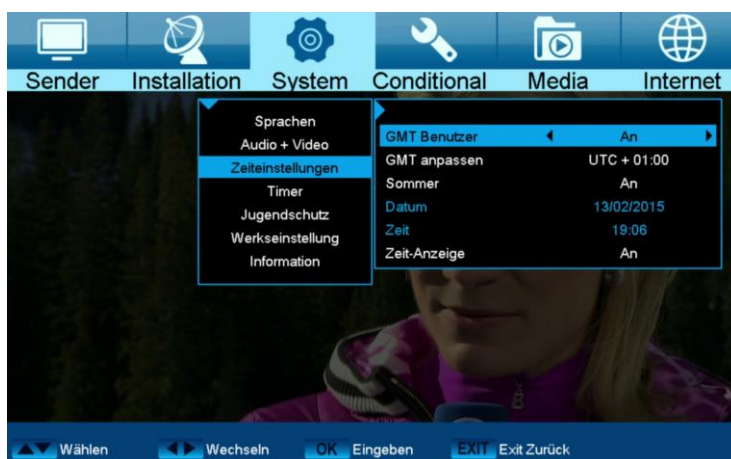 Sender Installation System Conditional Media Internet
Sprachen
Audio + Video
Zeiteinstellungen
Timer
Jugendschutz
Werkseinstellung
Information
GMT Benutzer An
GMT anpassen UTC + 01:00
Sommer An
Datum 13/02/2015
Zeit 19:06
Zeit-Anzeige An
Wählen Wechseln OK Eingeben EXIT Exit Zurück